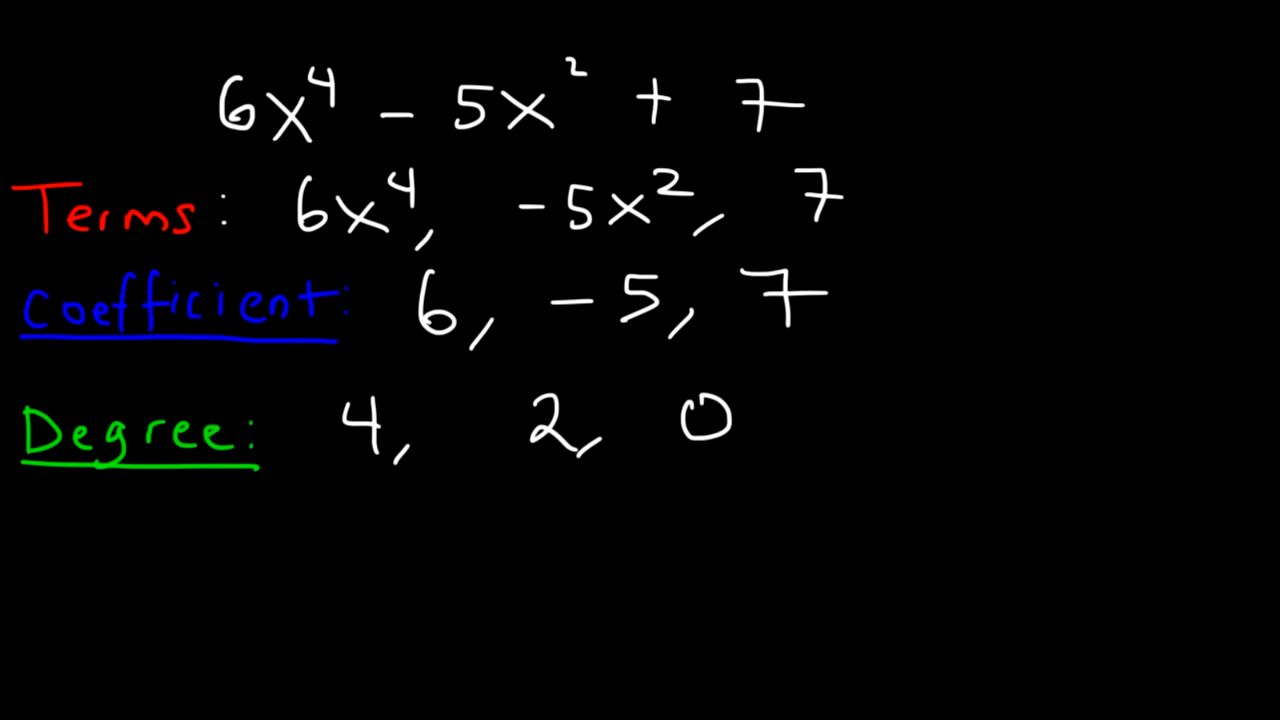 6x⁴ - 5x² + 7
Terms: 6x⁴, -5x², 7
Coefficient: 6, -5, 7
Degree: 4, 2, 0